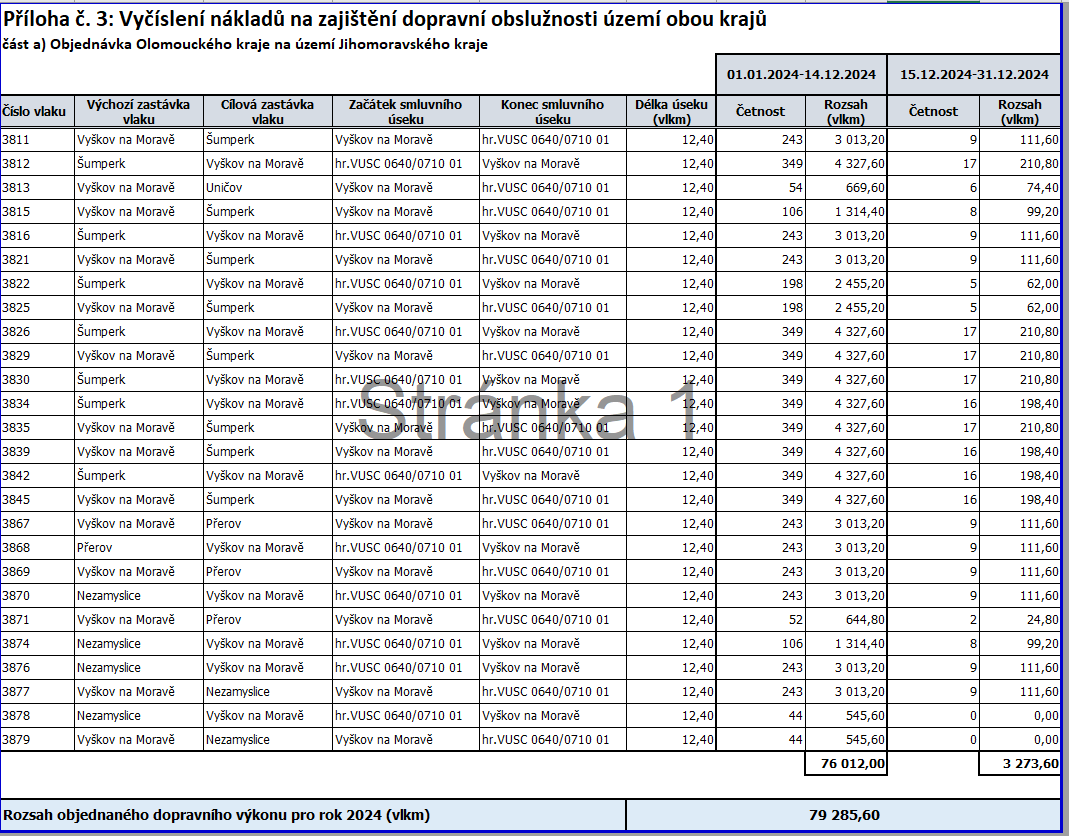 Příloha č. 3: Vyčíslení nákladů na zajištění dopravní obslužnosti území obou krajů
část a) Objednávka Olomouckého kraje na území Jihomoravského kraje
01.01.2024-14.12.2024 15.12.2024-31.12.2024
Číslo vlaku Výchozí zastávka vlaku Cílová zastávka vlaku Začátek smluvního úseku Konec smluvního úseku Délka úseku (vlkm) Četnost Rozsah (vlkm) Četnost Rozsah (vlkm)
3811 Vyškov na Moravě Šumperk Vyškov na Moravě hr.VUSC 0640/0710 01 12,40 243 3 013,20 9 111,60
3812 Šumperk Vyškov na Moravě hr.VUSC 0640/0710 01 Vyškov na Moravě 12,40 349 4 327,60 17 210,80
3813 Vyškov na Moravě Uničov Vyškov na Moravě hr.VUSC 0640/0710 01 12,40 54 669,60 6 74,40
3815 Vyškov na Moravě Šumperk Vyškov na Moravě hr.VUSC 0640/0710 01 12,40 106 1 314,40 8 99,20
3816 Šumperk Vyškov na Moravě hr.VUSC 0640/0710 01 Vyškov na Moravě 12,40 243 3 013,20 9 111,60
3821 Vyškov na Moravě Šumperk Vyškov na Moravě hr.VUSC 0640/0710 01 12,40 243 3 013,20 9 111,60
3822 Šumperk Vyškov na Moravě hr.VUSC 0640/0710 01 Vyškov na Moravě 12,40 198 2 455,20 5 62,00
3825 Vyškov na Moravě Šumperk Vyškov na Moravě hr.VUSC 0640/0710 01 12,40 198 2 455,20 5 62,00
3826 Šumperk Vyškov na Moravě hr.VUSC 0640/0710 01 Vyškov na Moravě 12,40 349 4 327,60 17 210,80
3829 Vyškov na Moravě Šumperk Vyškov na Moravě hr.VUSC 0640/0710 01 12,40 349 4 327,60 17 210,80
3830 Šumperk Vyškov na Moravě hr.VUSC 0640/0710 01 Vyškov na Moravě 12,40 349 4 327,60 17 210,80
3834 Šumperk Vyškov na Moravě hr.VUSC 0640/0710 01 Vyškov na Moravě 12,40 349 4 327,60 16 198,40
Stránka 1
3835 Vyškov na Moravě Šumperk Vyškov na Moravě hr.VUSC 0640/0710 01 12,40 349 4 327,60 17 210,80
3839 Vyškov na Moravě Šumperk Vyškov na Moravě hr.VUSC 0640/0710 01 12,40 349 4 327,60 16 198,40
3842 Šumperk Vyškov na Moravě hr.VUSC 0640/0710 01 Vyškov na Moravě 12,40 349 4 327,60 16 198,40
3845 Vyškov na Moravě Šumperk Vyškov na Moravě hr.VUSC 0640/0710 01 12,40 349 4 327,60 16 198,40
3867 Vyškov na Moravě Přerov Vyškov na Moravě hr.VUSC 0640/0710 01 12,40 243 3 013,20 9 111,60
3868 Přerov Vyškov na Moravě hr.VUSC 0640/0710 01 Vyškov na Moravě 12,40 243 3 013,20 9 111,60
3869 Vyškov na Moravě Přerov Vyškov na Moravě hr.VUSC 0640/0710 01 12,40 243 3 013,20 9 111,60
3870 Nezamyslice Vyškov na Moravě hr.VUSC 0640/0710 01 Vyškov na Moravě 12,40 243 3 013,20 9 111,60
3871 Vyškov na Moravě Přerov Vyškov na Moravě hr.VUSC 0640/0710 01 12,40 52 644,80 2 24,80
3874 Nezamyslice Vyškov na Moravě hr.VUSC 0640/0710 01 Vyškov na Moravě 12,40 106 1 314,40 8 99,20
3876 Nezamyslice Vyškov na Moravě hr.VUSC 0640/0710 01 Vyškov na Moravě 12,40 243 3 013,20 9 111,60
3877 Vyškov na Moravě Nezamyslice Vyškov na Moravě hr.VUSC 0640/0710 01 12,40 243 3 013,20 9 111,60
3878 Nezamyslice Vyškov na Moravě hr.VUSC 0640/0710 01 Vyškov na Moravě 12,40 44 545,60 0 0,00
3879 Vyškov na Moravě Nezamyslice Vyškov na Moravě hr.VUSC 0640/0710 01 12,40 44 545,60 0 0,00
76 012,00 3 273,60
Rozsah objednaného dopravního výkonu pro rok 2024 (vlkm) 79 285,60